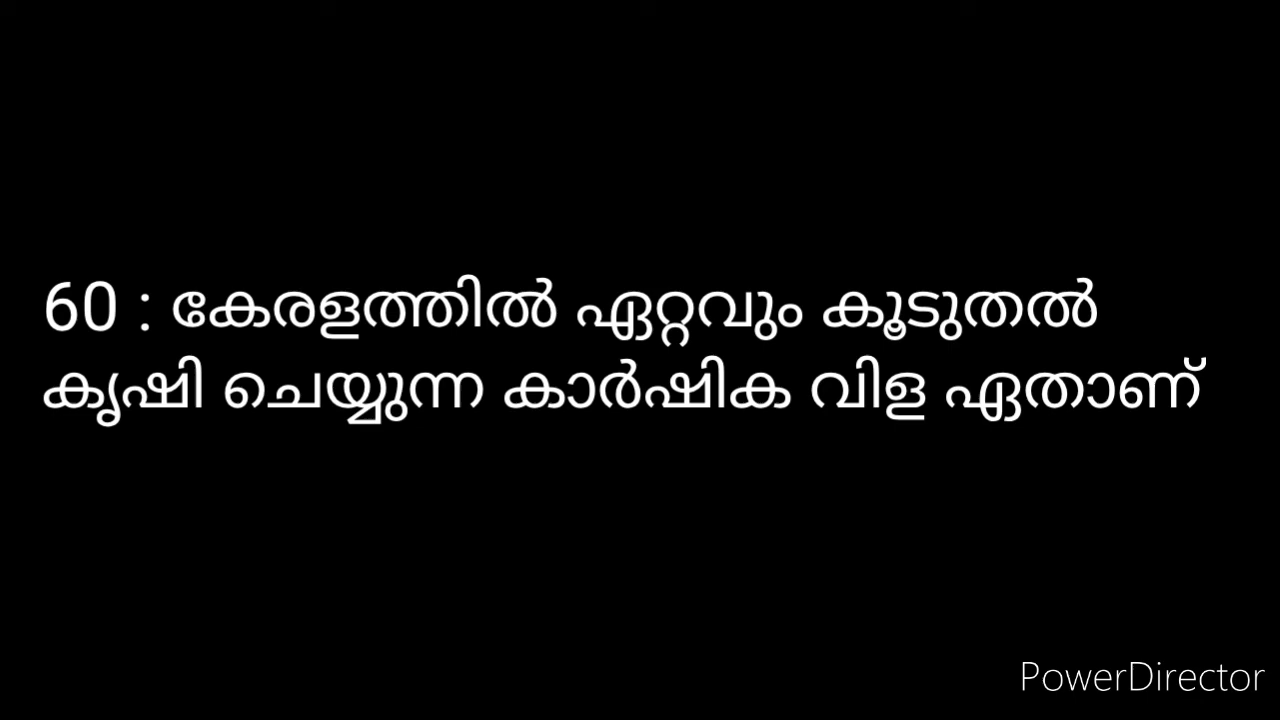 60 : കേരളത്തിൽ ഏറ്റവും കൂടുതൽ
കൃഷി ചെയ്യുന്ന കാർഷിക വിള ഏതാണ്
PowerDirector